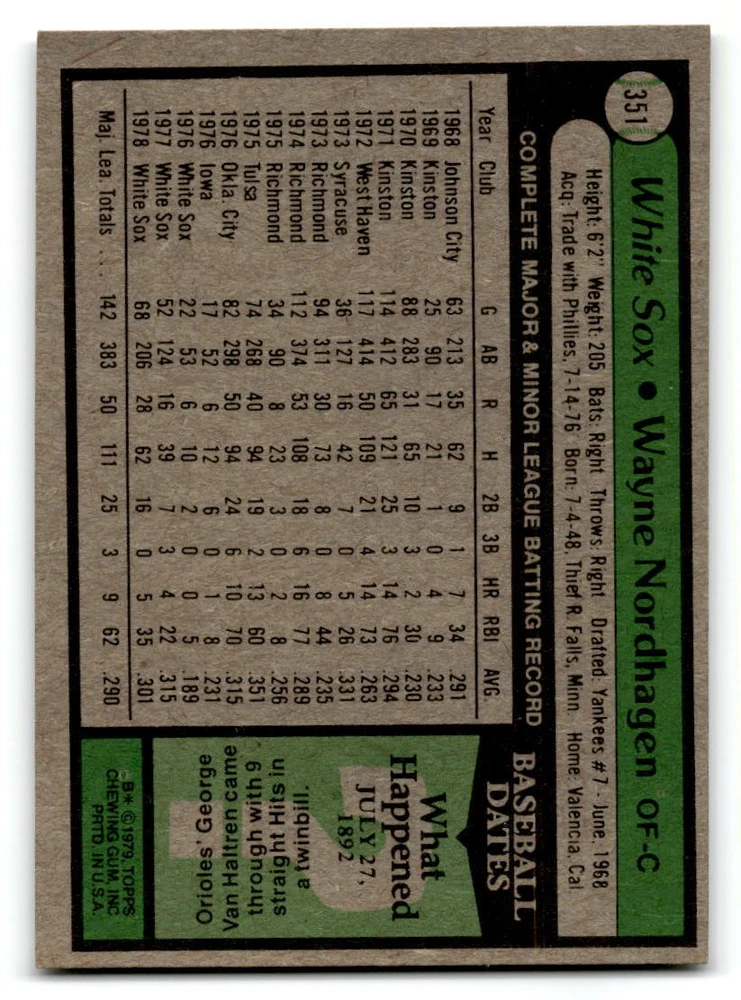 351
White Sox • Wayne Nordhagen OF-C
Height: 6'2" Weight: 205 Bats: Right Throws: Right Drafted: Yankees #7 - June, 1968
Acq: Trade with Phillies, 7-14-76 Born: 7-4-48, Thief R. Falls, Minn. Home: Valencia, Cal
COMPLETE MAJOR & MINOR LEAGUE BATTING RECORD
Year Club G AB R H 2B 3B HR RBI AVG
1968 Johnson City 63 213 35 62 9 1 7 34 .291
1969 Kinston 25 90 17 21 1 0 4 9 .233
1970 Kinston 88 283 31 65 10 3 2 30 .230
1971 Kinston 114 412 65 121 25 3 14 76 .294
1972 West Haven 117 414 50 109 21 4 14 73 .263
1973 Syracuse 36 127 16 42 7 0 5 26 .331
1973 Richmond 94 311 30 73 8 0 8 44 .235
1974 Richmond 112 374 53 108 18 6 16 77 .289
1975 Richmond 34 90 8 23 3 0 2 8 .256
1975 Tulsa 74 268 40 94 19 2 13 60 .351
1976 Okla. City 82 298 50 94 24 6 10 70 .315
1976 Iowa 17 52 6 12 0 0 1 8 .231
1976 White Sox 22 53 6 10 2 0 0 5 .189
1977 White Sox 52 124 16 39 7 3 4 22 .315
1978 White Sox 68 206 28 62 16 0 5 35 .301
Maj. Lea. Totals . . . . 142 383 50 111 25 3 9 62 .290
BASEBALL
DATES
What
Happened
JULY 27,
1892
Orioles' George
Van Haltren came
through with 9
straight Hits in
a twinbill.
B* © 1979, TOPPS
CHEWING GUM, INC
PRTD. IN U.S.A.